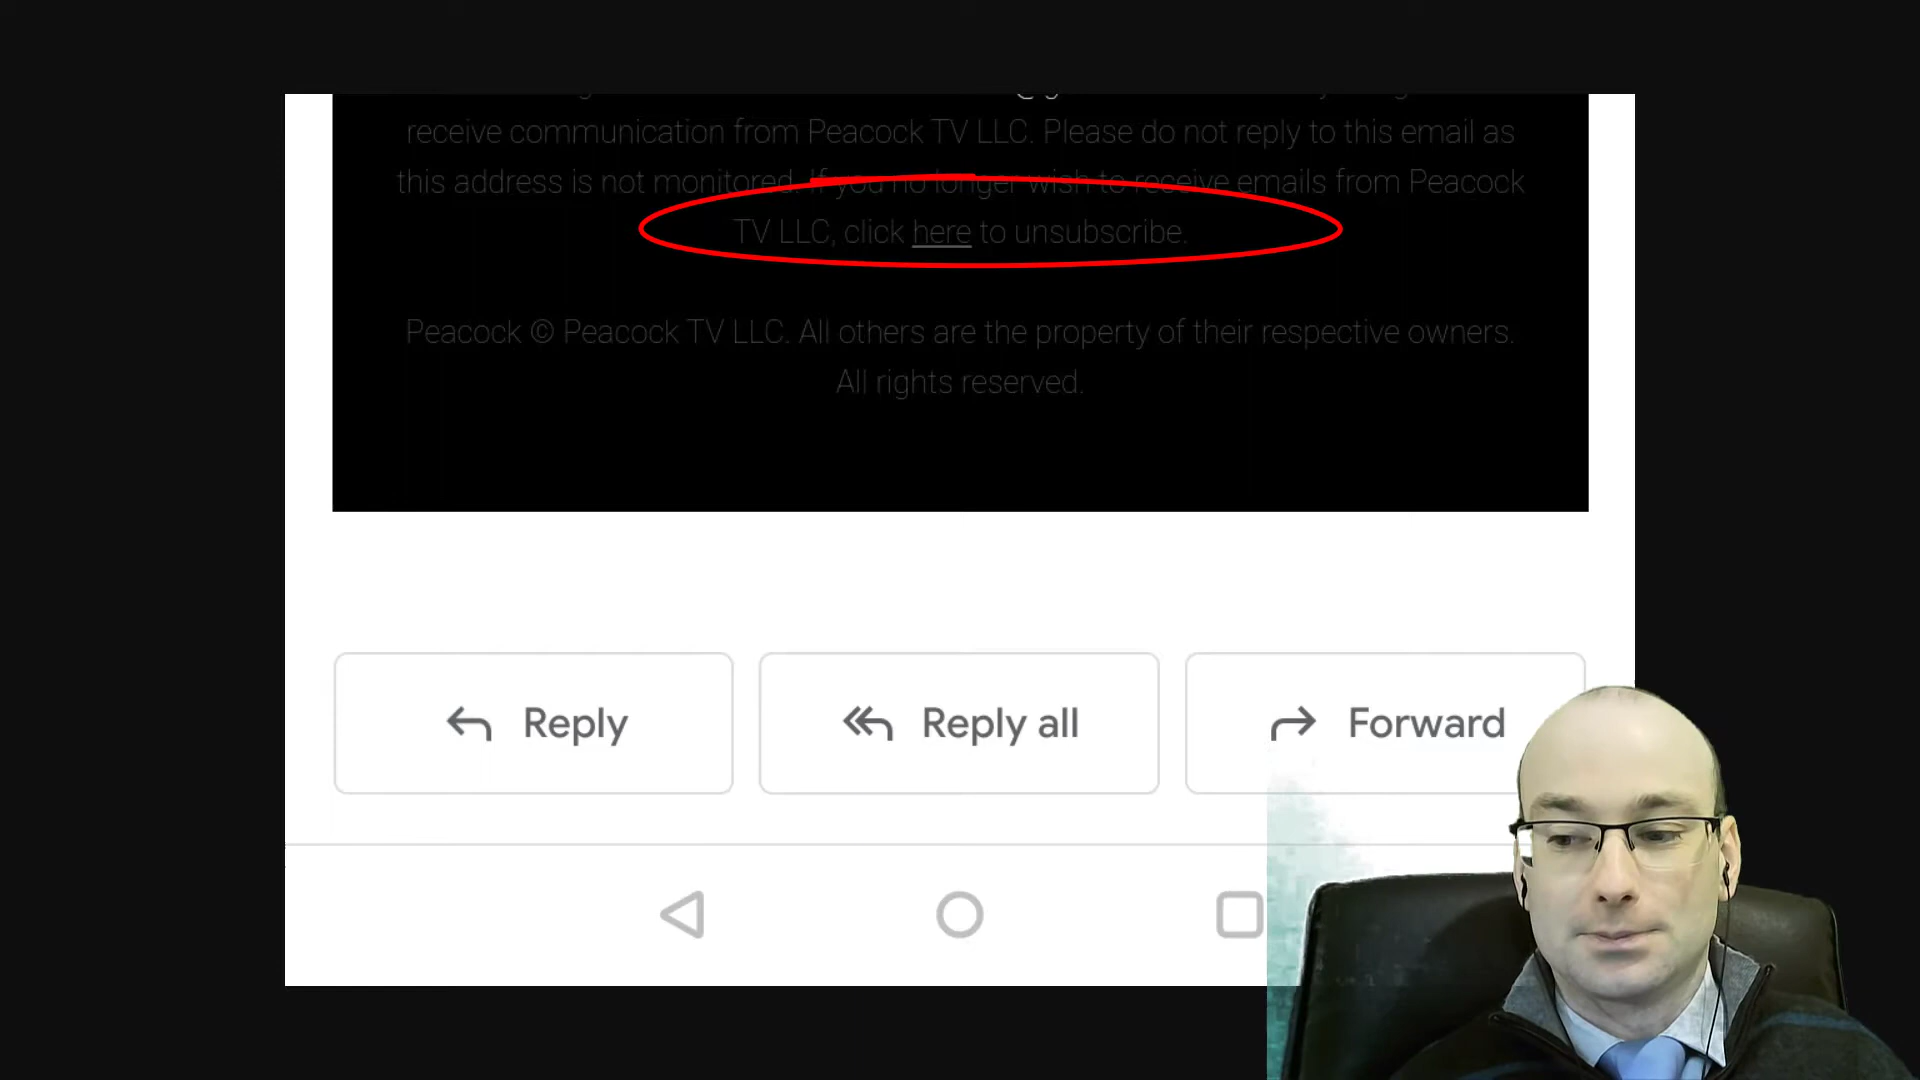 receive communication from Peacock TV LLC. Please do not reply to this email as
this address is not monitored. If you no longer wish to receive emails from Peacock
TV LLC, click here to unsubscribe.
Peacock © Peacock TV LLC. All others are the property of their respective owners.
All rights reserved.
Reply
Reply all
Forward